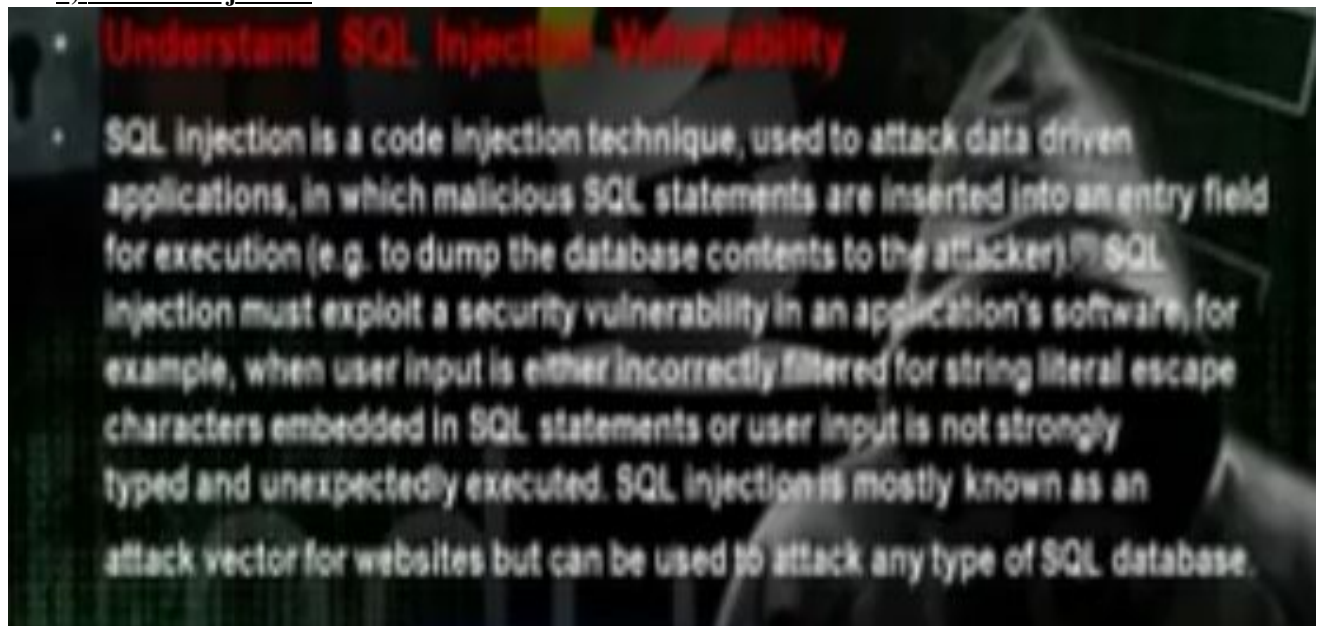 Understand SQL Injection Vulnerability
SQL injection is a code injection technique, used to attack data driven
applications, in which malicious SQL statements are inserted into an entry field
for execution (e.g. to dump the database contents to the attacker). SQL
injection must exploit a security vulnerability in an application's software, for
example, when user input is either incorrectly filtered for string literal escape
characters embedded in SQL statements or user input is not strongly
typed and unexpectedly executed. SQL injection is mostly known as an
attack vector for websites but can be used to attack any type of SQL database.